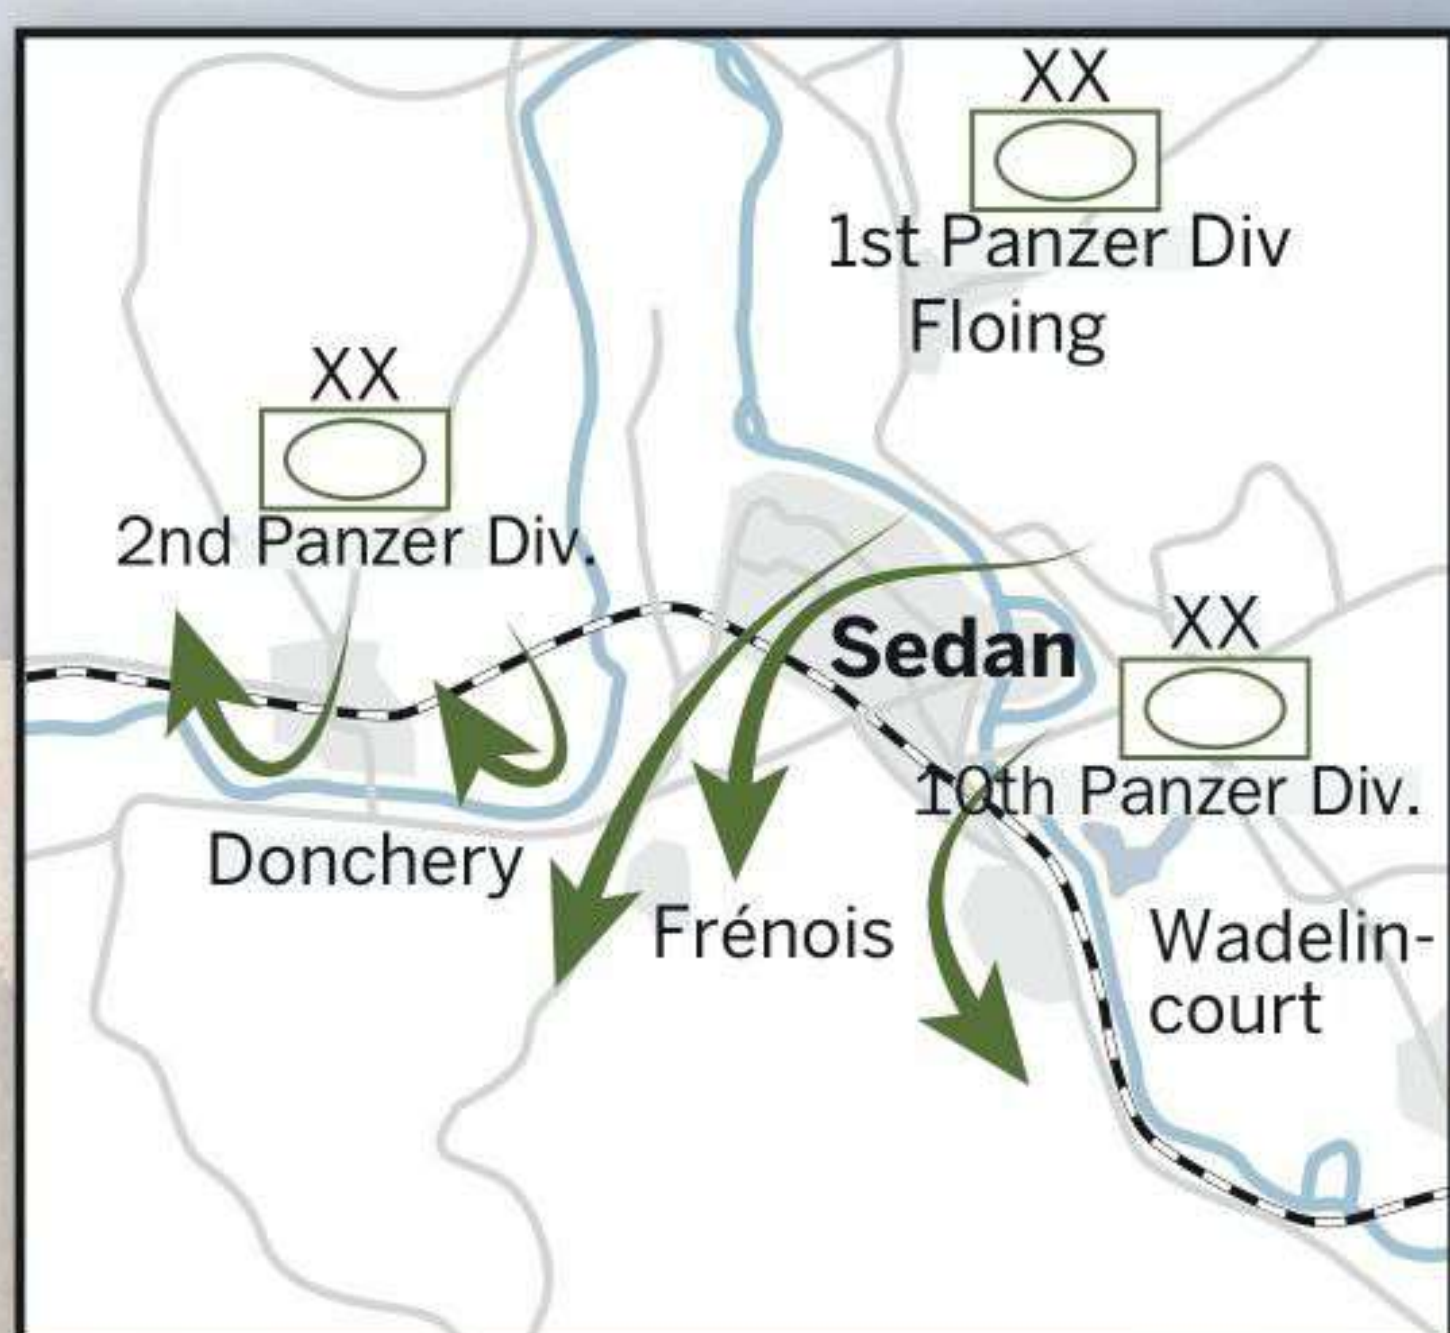 XX
1st Panzer Div
Floing
XX
2nd Panzer Div.
Sedan
XX
10th Panzer Div.
Donchery
Frénois
Wadelin-
court